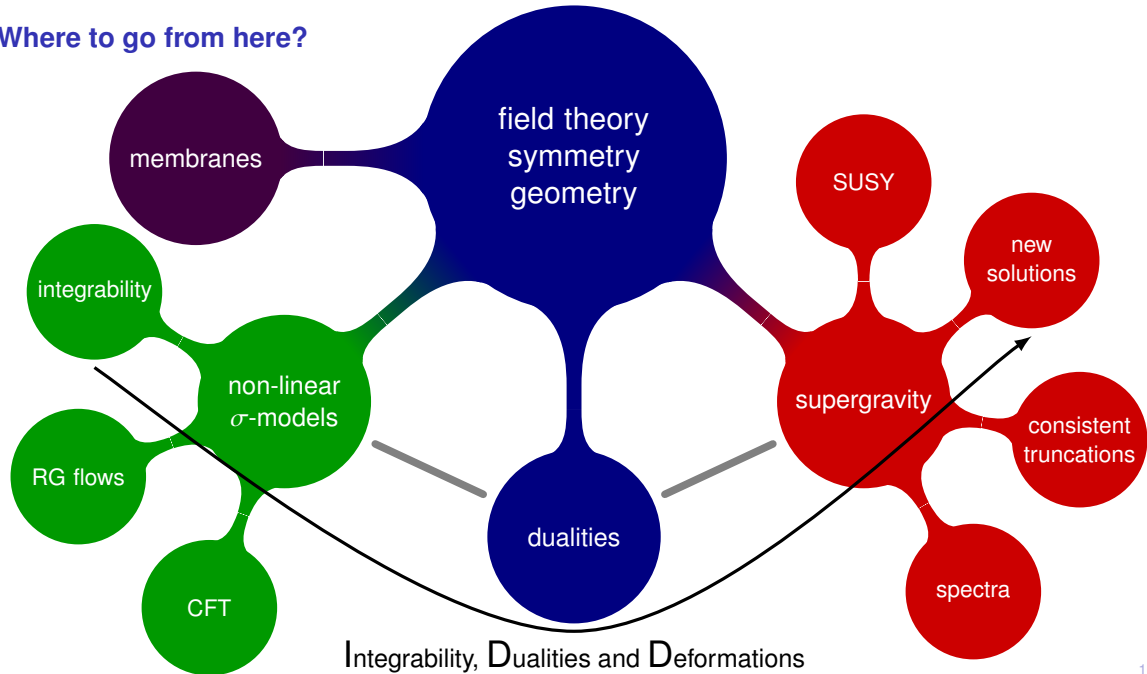 Where to go from here?
field theory
symmetry
geometry
membranes
SUSY
new
solutions
integrability
non-linear
σ-models
supergravity
consistent
truncations
RG flows
dualities
CFT
spectra
Integrability, Dualities and Deformations
1